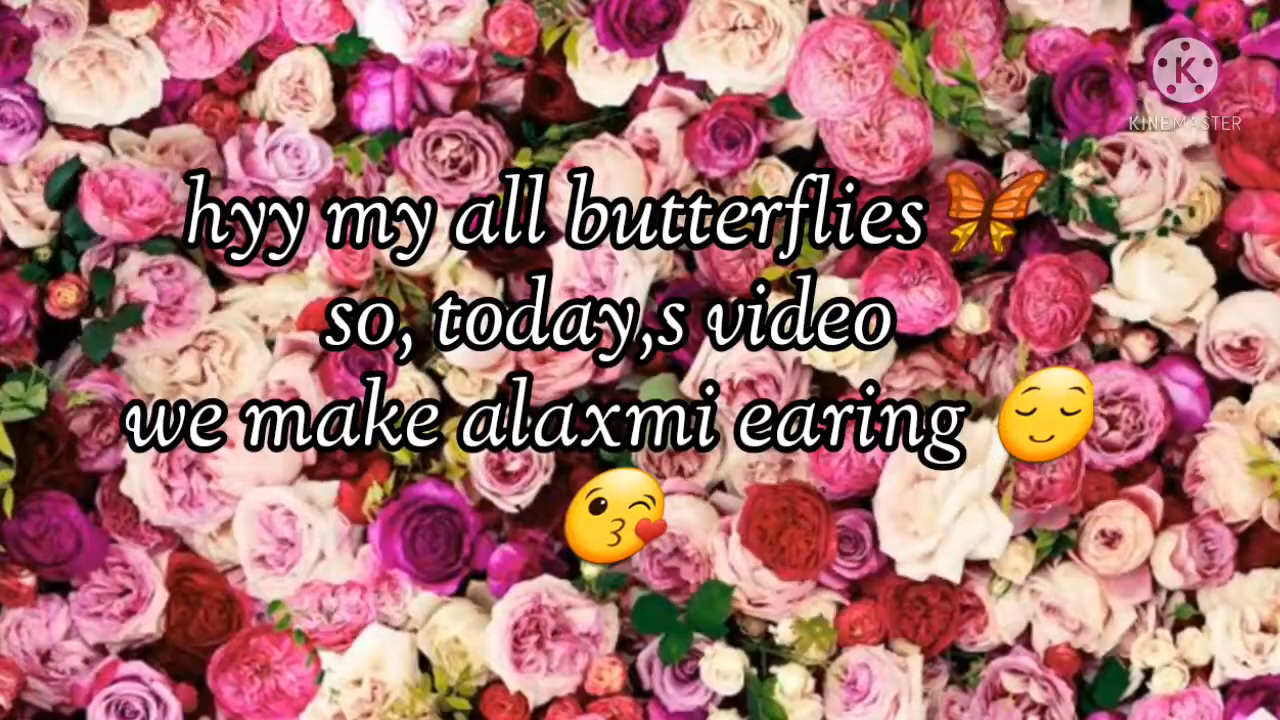 KINEMASTER
hyy my all butterflies 🦋
so, today,s video
we make alaxmi earing 😌
😘